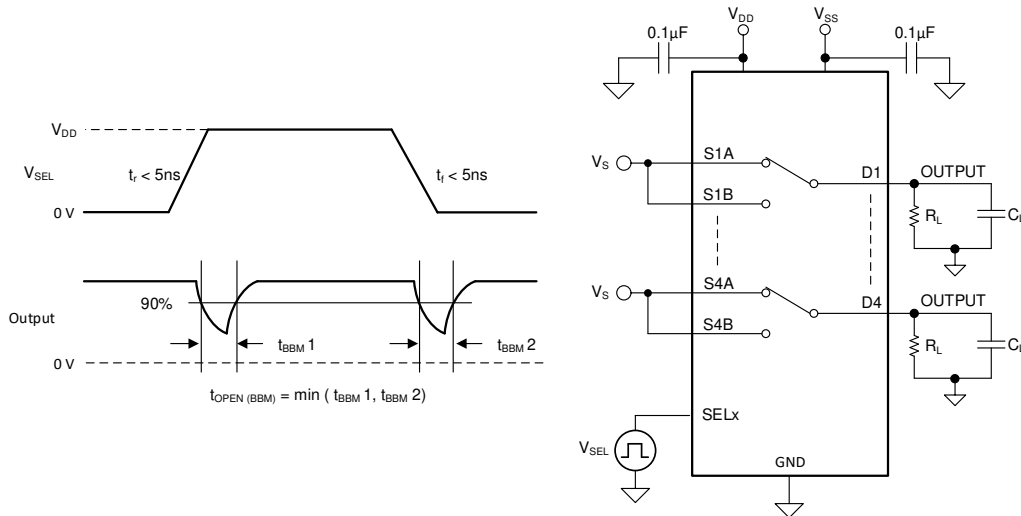 V_DD
V_SEL
t_r < 5ns
t_f < 5ns
0 V
90%
Output
t_BBM 1
t_BBM 2
0 V
t_OPEN (BBM) = min ( t_BBM 1, t_BBM 2)
V_DD
V_SS
0.1µF
0.1µF
V_S
S1A
D1
OUTPUT
S1B
R_L
C_L
V_S
S4A
D4
OUTPUT
S4B
R_L
C_L
SELx
V_SEL
GND